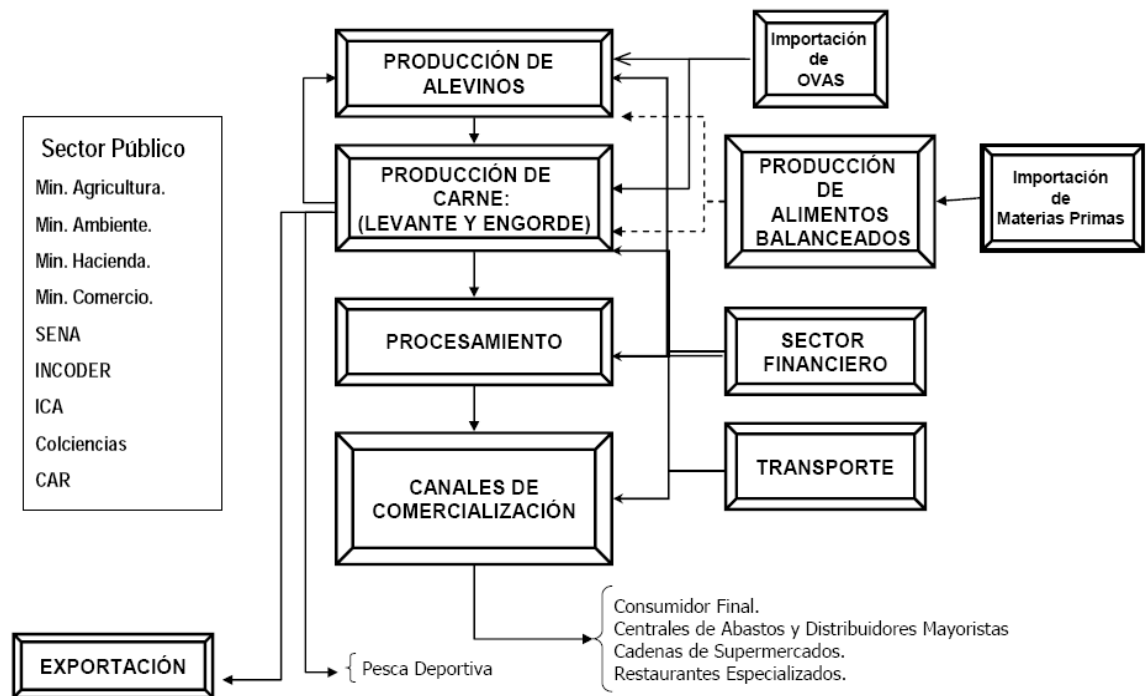 PRODUCCIÓN DE
ALEVINOS
Importación
de
OVAS
Sector Público
Min. Agricultura.
Min. Ambiente.
Min. Hacienda.
Min. Comercio.
SENA
INCODER
ICA
Colciencias
CAR
PRODUCCIÓN DE
CARNE:
(LEVANTE Y ENGORDE)
PRODUCCIÓN
DE
ALIMENTOS
BALANCEADOS
Importación
de
Materias Primas
PROCESAMIENTO
SECTOR
FINANCIERO
CANALES DE
COMERCIALIZACIÓN
TRANSPORTE
EXPORTACIÓN
Pesca Deportiva
Consumidor Final.
Centrales de Abastos y Distribuidores Mayoristas
Cadenas de Supermercados.
Restaurantes Especializados.